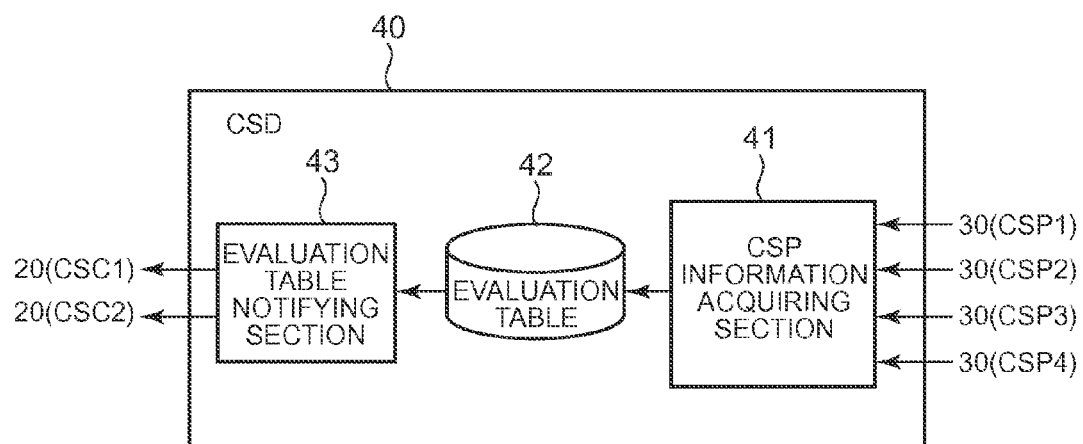 40
CSD
43
42
41
EVALUATION
TABLE
NOTIFYING
SECTION
EVALUATION
TABLE
CSP
INFORMATION
ACQUIRING
SECTION
20(CSC1)
20(CSC2)
30(CSP1)
30(CSP2)
30(CSP3)
30(CSP4)